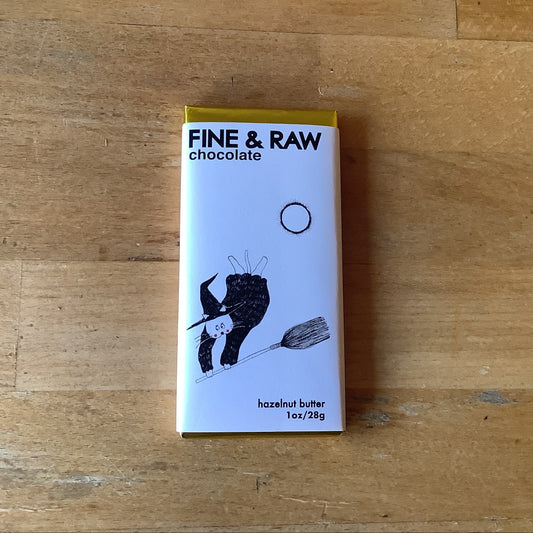 FINE & RAW
chocolate
hazelnut butter
1oz/28g